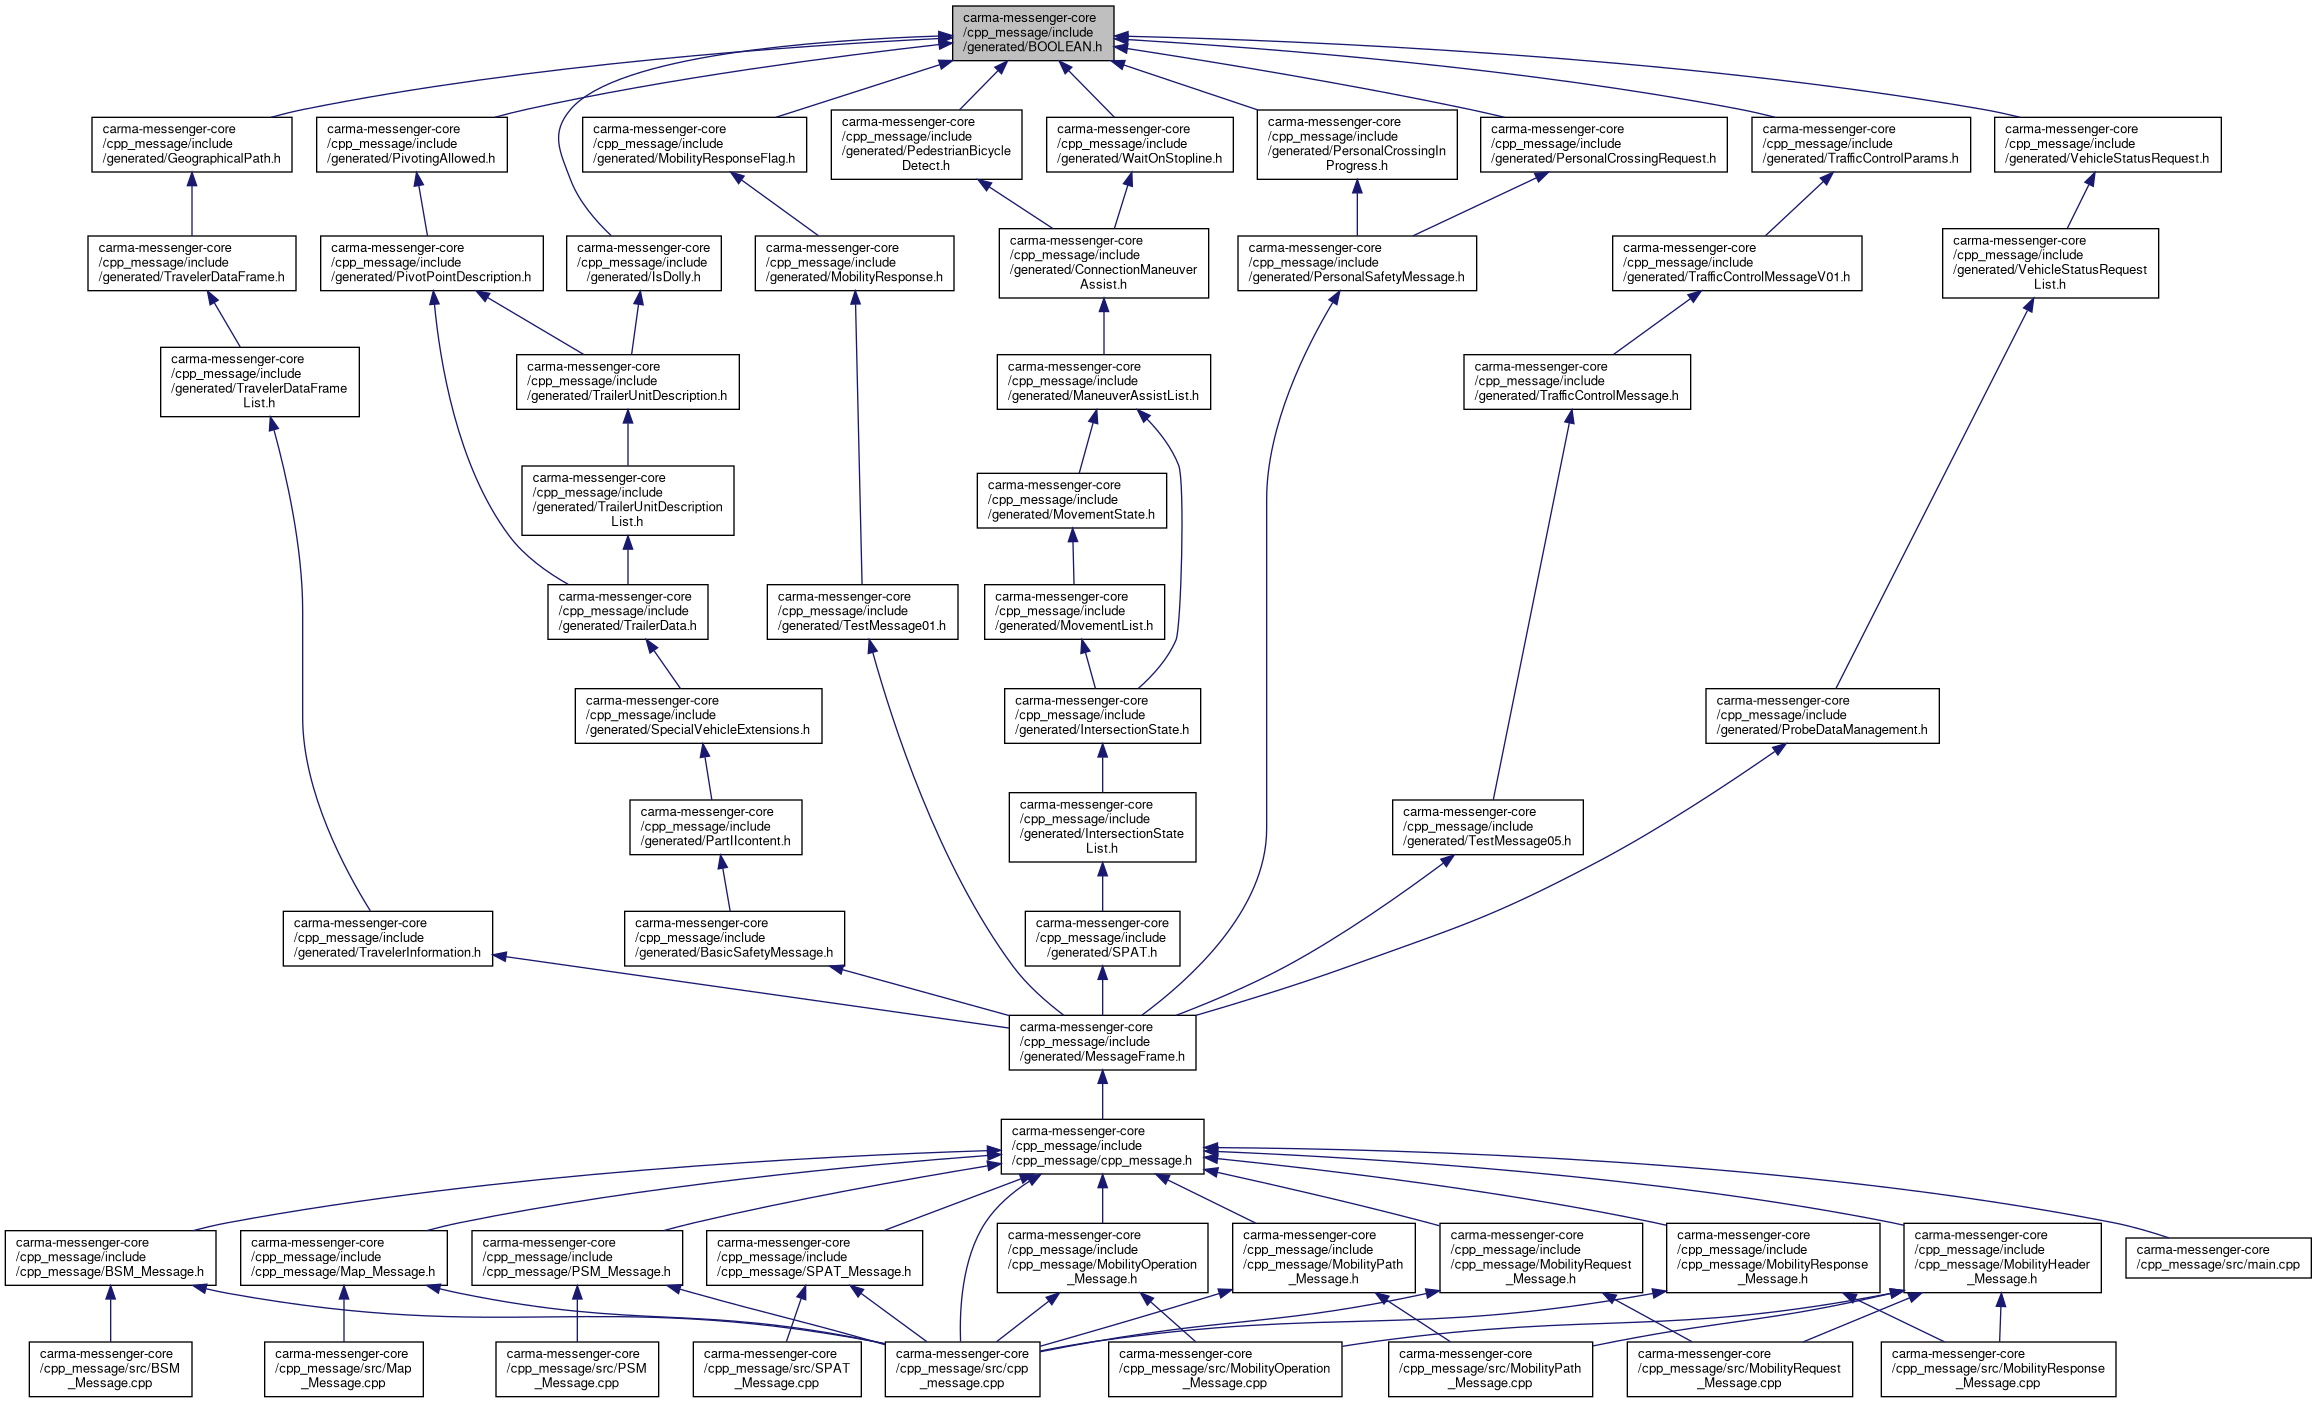 carma-messenger-core
/cpp_message/include
/generated/BOOLEAN.h
carma-messenger-core
/cpp_message/include
/generated/GeographicalPath.h
carma-messenger-core
/cpp_message/include
/generated/PivotingAllowed.h
carma-messenger-core
/cpp_message/include
/generated/MobilityResponseFlag.h
carma-messenger-core
/cpp_message/include
/generated/PedestrianBicycle
Detect.h
carma-messenger-core
/cpp_message/include
/generated/WaitOnStopline.h
carma-messenger-core
/cpp_message/include
/generated/PersonalCrossingIn
Progress.h
carma-messenger-core
/cpp_message/include
/generated/PersonalCrossingRequest.h
carma-messenger-core
/cpp_message/include
/generated/TrafficControlParams.h
carma-messenger-core
/cpp_message/include
/generated/VehicleStatusRequest.h
carma-messenger-core
/cpp_message/include
/generated/TravelerDataFrame.h
carma-messenger-core
/cpp_message/include
/generated/PivotPointDescription.h
carma-messenger-core
/cpp_message/include
/generated/IsDolly.h
carma-messenger-core
/cpp_message/include
/generated/MobilityResponse.h
carma-messenger-core
/cpp_message/include
/generated/ConnectionManeuver
Assist.h
carma-messenger-core
/cpp_message/include
/generated/PersonalSafetyMessage.h
carma-messenger-core
/cpp_message/include
/generated/TrafficControlMessageV01.h
carma-messenger-core
/cpp_message/include
/generated/VehicleStatusRequest
List.h
carma-messenger-core
/cpp_message/include
/generated/TravelerDataFrame
List.h
carma-messenger-core
/cpp_message/include
/generated/TrailerUnitDescription.h
carma-messenger-core
/cpp_message/include
/generated/ManeuverAssistList.h
carma-messenger-core
/cpp_message/include
/generated/TrafficControlMessage.h
carma-messenger-core
/cpp_message/include
/generated/TrailerUnitDescription
List.h
carma-messenger-core
/cpp_message/include
/generated/MovementState.h
carma-messenger-core
/cpp_message/include
/generated/TrailerData.h
carma-messenger-core
/cpp_message/include
/generated/TestMessage01.h
carma-messenger-core
/cpp_message/include
/generated/MovementList.h
carma-messenger-core
/cpp_message/include
/generated/SpecialVehicleExtensions.h
carma-messenger-core
/cpp_message/include
/generated/IntersectionState.h
carma-messenger-core
/cpp_message/include
/generated/ProbeDataManagement.h
carma-messenger-core
/cpp_message/include
/generated/PartIIcontent.h
carma-messenger-core
/cpp_message/include
/generated/IntersectionState
List.h
carma-messenger-core
/cpp_message/include
/generated/TestMessage05.h
carma-messenger-core
/cpp_message/include
/generated/TravelerInformation.h
carma-messenger-core
/cpp_message/include
/generated/BasicSafetyMessage.h
carma-messenger-core
/cpp_message/include
/generated/SPAT.h
carma-messenger-core
/cpp_message/include
/generated/MessageFrame.h
carma-messenger-core
/cpp_message/include
/cpp_message/cpp_message.h
carma-messenger-core
/cpp_message/include
/cpp_message/BSM_Message.h
carma-messenger-core
/cpp_message/include
/cpp_message/Map_Message.h
carma-messenger-core
/cpp_message/include
/cpp_message/PSM_Message.h
carma-messenger-core
/cpp_message/include
/cpp_message/SPAT_Message.h
carma-messenger-core
/cpp_message/include
/cpp_message/MobilityOperation
_Message.h
carma-messenger-core
/cpp_message/include
/cpp_message/MobilityPath
_Message.h
carma-messenger-core
/cpp_message/include
/cpp_message/MobilityRequest
_Message.h
carma-messenger-core
/cpp_message/include
/cpp_message/MobilityResponse
_Message.h
carma-messenger-core
/cpp_message/include
/cpp_message/MobilityHeader
_Message.h
carma-messenger-core
/cpp_message/src/main.cpp
carma-messenger-core
/cpp_message/src/BSM
_Message.cpp
carma-messenger-core
/cpp_message/src/Map
_Message.cpp
carma-messenger-core
/cpp_message/src/PSM
_Message.cpp
carma-messenger-core
/cpp_message/src/SPAT
_Message.cpp
carma-messenger-core
/cpp_message/src/cpp
_message.cpp
carma-messenger-core
/cpp_message/src/MobilityOperation
_Message.cpp
carma-messenger-core
/cpp_message/src/MobilityPath
_Message.cpp
carma-messenger-core
/cpp_message/src/MobilityRequest
_Message.cpp
carma-messenger-core
/cpp_message/src/MobilityResponse
_Message.cpp